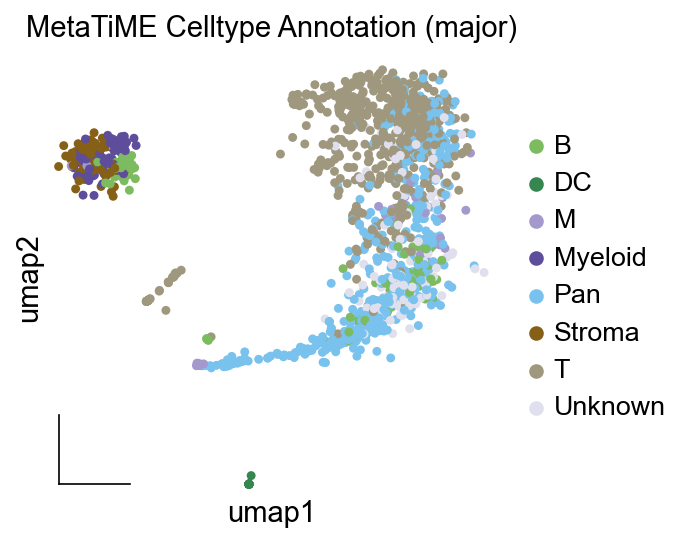 MetaTiME Celltype Annotation (major)
B
DC
M
Myeloid
Pan
Stroma
T
Unknown
umap2
umap1